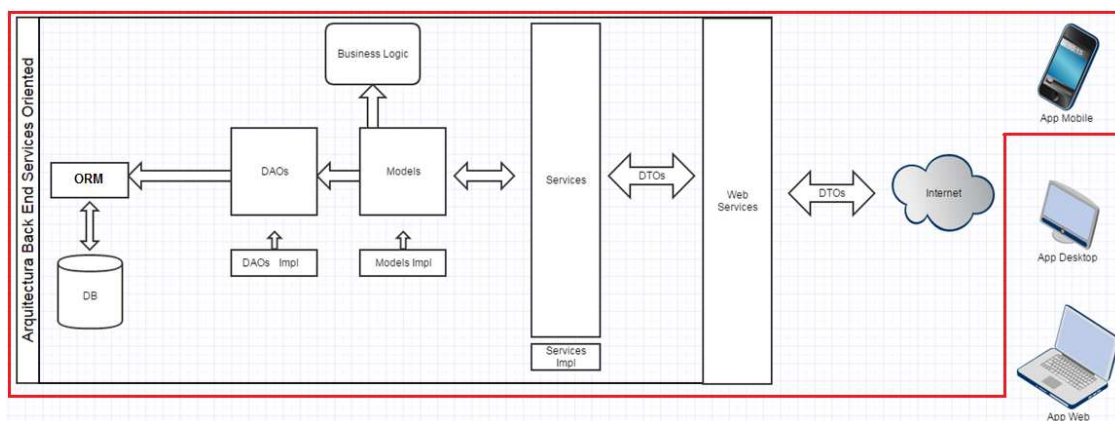 Arquitectura Back End Services Oriented
Business Logic
ORM
DAOs
Models
Services
DTOs
Web
Services
DTOs
Internet
DAOs Impl
Models Impl
DB
Services
Impl
App Mobile
App Desktop
App Web